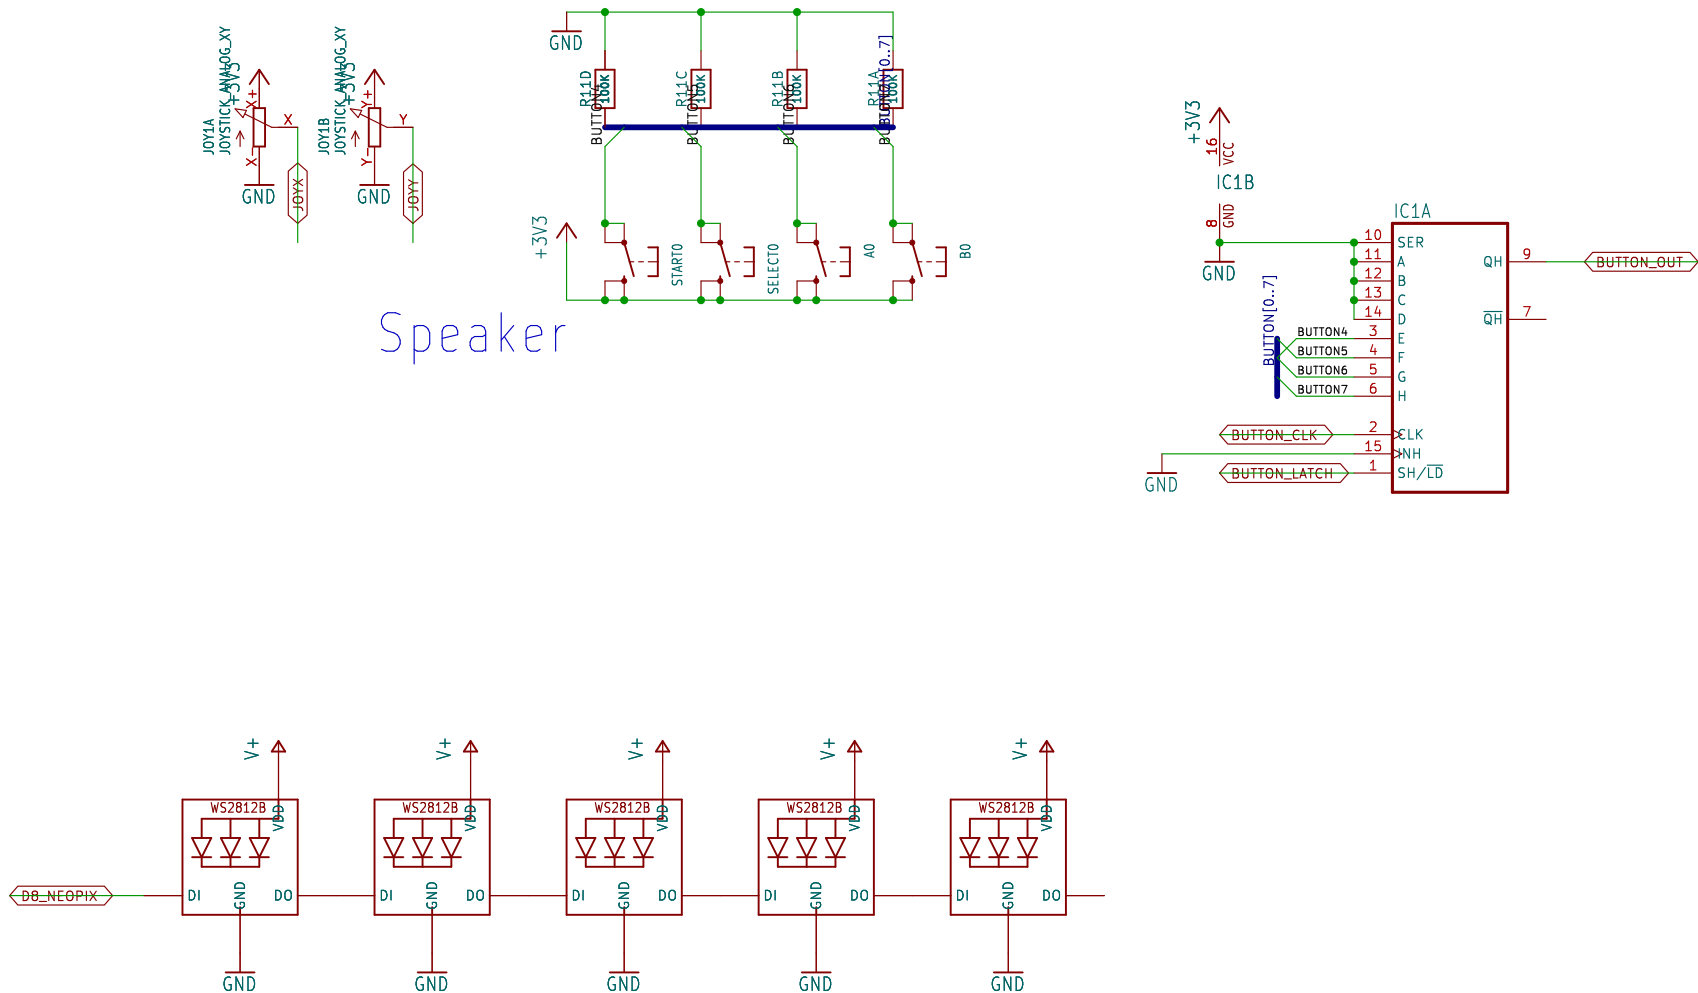 JOY1A
JOYSTICK_ANALOG_XY
+3V3
X+
X
X-
GND
JOYX
JOY1B
JOYSTICK_ANALOG_XY
+3V3
Y+
Y
Y-
GND
JOYY
GND
R11D
100K
BUTTON4
R11C
100K
BUTTON5
R11B
100K
BUTTON6
R11A
100K
BUTTON7
BUTTON[0..7]
+3V3
START0
SELECT0
A0
B0
Speaker
+3V3
16
VCC
IC1B
8
GND
GND
IC1A
10 SER
11 A
12 B
13 C
14 D
BUTTON4 3 E
BUTTON5 4 F
BUTTON6 5 G
BUTTON7 6 H
BUTTON[0..7]
BUTTON_CLK 2 CLK
15 INH
GND
BUTTON_LATCH 1 SH/LD
QH 9 BUTTON_OUT
QH 7
V+ V+ V+ V+ V+
WS2812B WS2812B WS2812B WS2812B WS2812B
VDD VDD VDD VDD VDD
D8_NEOPIX DI GND DO DI GND DO DI GND DO DI GND DO DI GND DO
GND GND GND GND GND